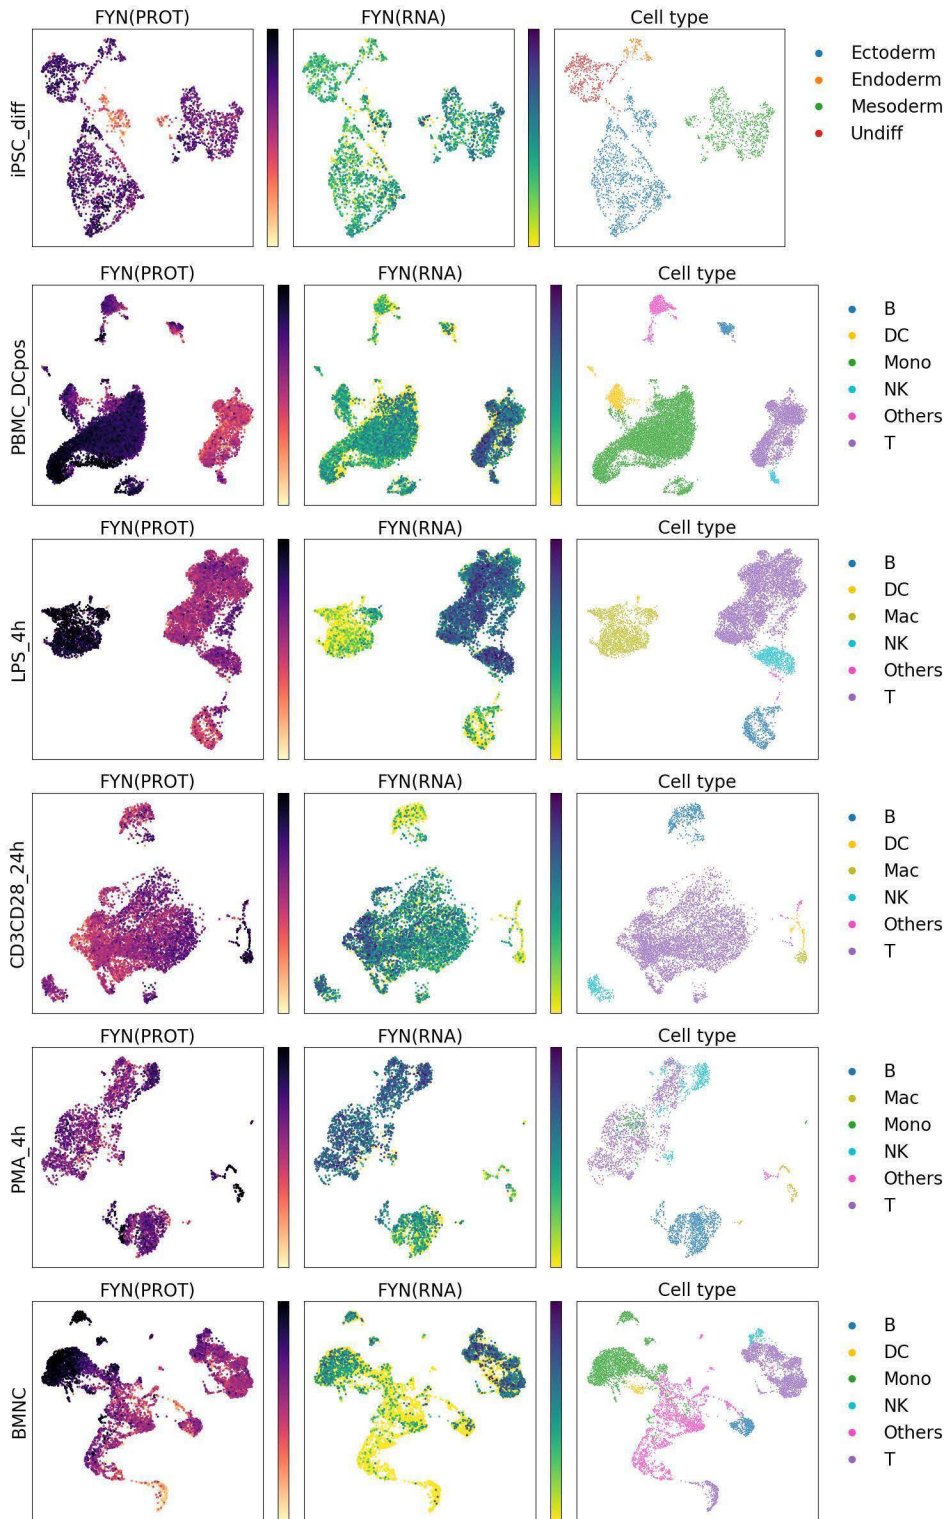 FYN(PROT) FYN(RNA) Cell type
iPSC_diff
Ectoderm
Endoderm
Mesoderm
Undiff
FYN(PROT) FYN(RNA) Cell type
PBMC_DCpos
B
DC
Mono
NK
Others
T
FYN(PROT) FYN(RNA) Cell type
LPS_4h
B
DC
Mac
NK
Others
T
FYN(PROT) FYN(RNA) Cell type
CD3CD28_24h
B
DC
Mac
NK
Others
T
FYN(PROT) FYN(RNA) Cell type
PMA_4h
B
Mac
Mono
NK
Others
T
FYN(PROT) FYN(RNA) Cell type
BMNC
B
DC
Mono
NK
Others
T